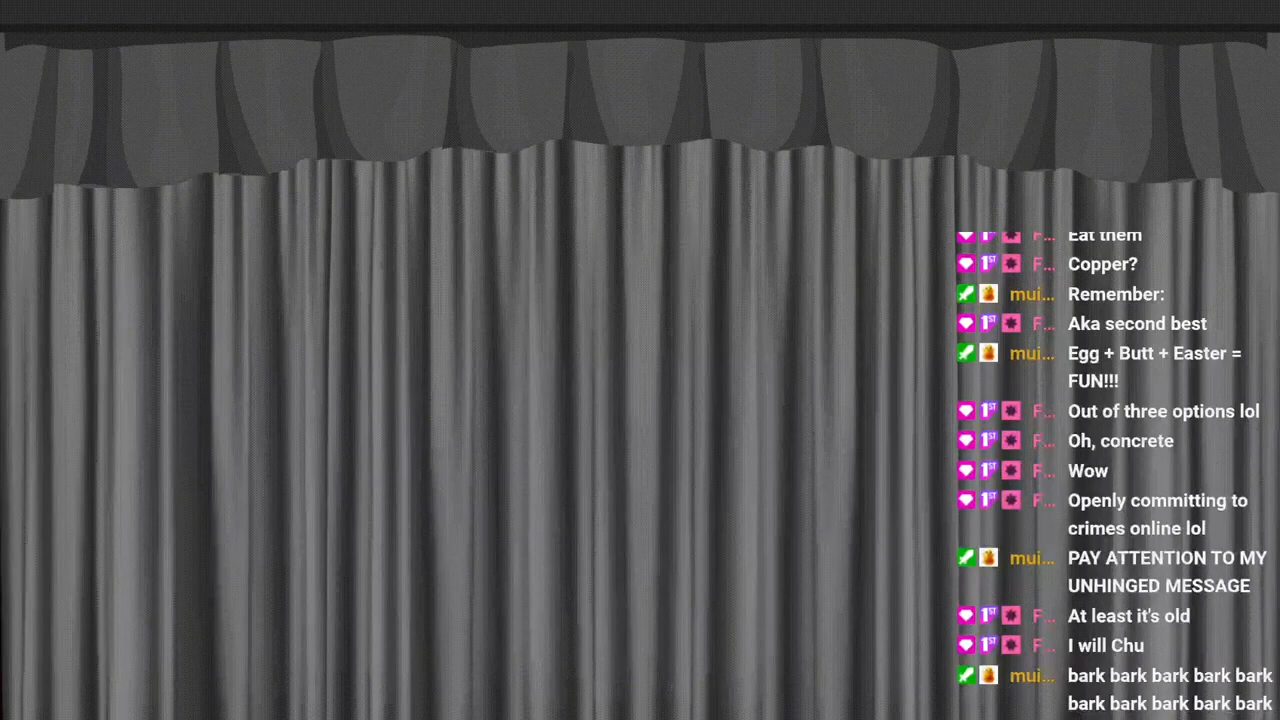 F... Eat them
F... Copper?
mui... Remember:
F... Aka second best
mui... Egg + Butt + Easter =
FUN!!!
F... Out of three options lol
F... Oh, concrete
F... Wow
F... Openly committing to
crimes online lol
mui... PAY ATTENTION TO MY
UNHINGED MESSAGE
F... At least it's old
F... I will Chu
mui... bark bark bark bark bark
bark bark bark bark bark